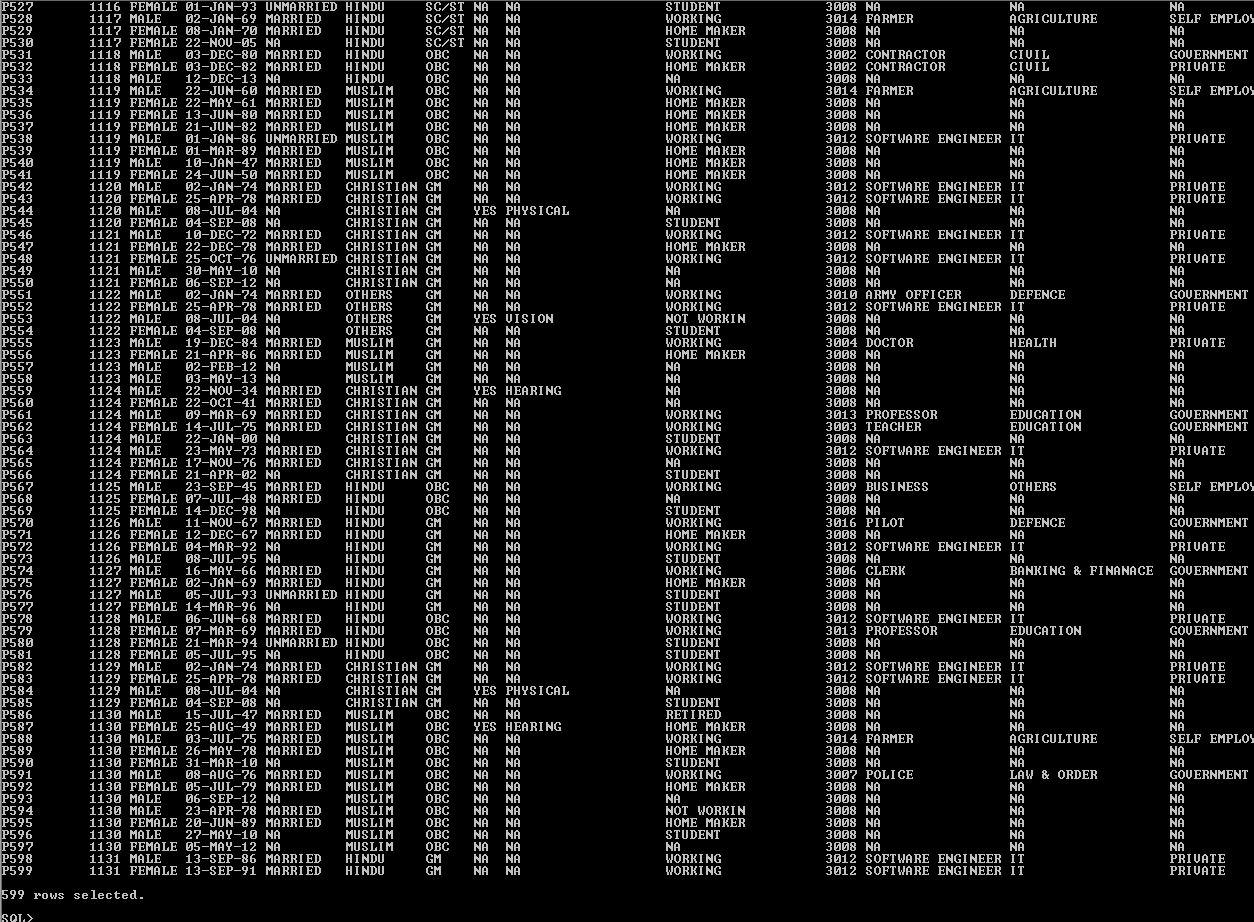 P527 1116 FEMALE 01-JAN-93 UNMARRIED HINDU SC/ST NA NA STUDENT 3008 NA NA NA
P528 1117 MALE 02-JAN-69 MARRIED HINDU SC/ST NA NA WORKING 3014 FARMER AGRICULTURE SELF EMPLOY
P529 1117 FEMALE 08-JAN-70 MARRIED HINDU SC/ST NA NA HOME MAKER 3008 NA NA NA
P530 1117 FEMALE 22-NOV-05 NA HINDU SC/ST NA NA STUDENT 3008 NA NA NA
P531 1118 MALE 03-DEC-80 MARRIED HINDU OBC NA NA WORKING 3002 CONTRACTOR CIVIL GOVERNMENT
P532 1118 FEMALE 03-DEC-82 MARRIED HINDU OBC NA NA HOME MAKER 3002 CONTRACTOR CIVIL PRIVATE
P533 1118 MALE 12-DEC-13 NA HINDU OBC NA NA NA 3008 NA NA NA
P534 1119 MALE 22-JUN-60 MARRIED MUSLIM OBC NA NA WORKING 3014 FARMER AGRICULTURE SELF EMPLOY
P535 1119 FEMALE 22-MAY-61 MARRIED MUSLIM OBC NA NA HOME MAKER 3008 NA NA NA
P536 1119 FEMALE 13-JUN-80 MARRIED MUSLIM OBC NA NA HOME MAKER 3008 NA NA NA
P537 1119 FEMALE 21-JUN-82 MARRIED MUSLIM OBC NA NA HOME MAKER 3008 NA NA NA
P538 1119 MALE 01-JAN-86 UNMARRIED MUSLIM OBC NA NA WORKING 3012 SOFTWARE ENGINEER IT PRIVATE
P539 1119 FEMALE 01-MAR-89 MARRIED MUSLIM OBC NA NA HOME MAKER 3008 NA NA NA
P540 1119 MALE 10-JAN-47 MARRIED MUSLIM OBC NA NA HOME MAKER 3008 NA NA NA
P541 1119 FEMALE 24-JUN-50 MARRIED MUSLIM OBC NA NA HOME MAKER 3008 NA NA NA
P542 1120 MALE 02-JAN-74 MARRIED CHRISTIAN GM NA NA WORKING 3012 SOFTWARE ENGINEER IT PRIVATE
P543 1120 FEMALE 25-APR-78 MARRIED CHRISTIAN GM NA NA WORKING 3012 SOFTWARE ENGINEER IT PRIVATE
P544 1120 MALE 08-JUL-04 NA CHRISTIAN GM YES PHYSICAL NA 3008 NA NA NA
P545 1120 FEMALE 04-SEP-08 NA CHRISTIAN GM NA NA STUDENT 3008 NA NA NA
P546 1121 MALE 10-DEC-72 MARRIED CHRISTIAN GM NA NA WORKING 3012 SOFTWARE ENGINEER IT PRIVATE
P547 1121 FEMALE 22-DEC-78 MARRIED CHRISTIAN GM NA NA HOME MAKER 3008 NA NA NA
P548 1121 FEMALE 25-OCT-76 UNMARRIED CHRISTIAN GM NA NA WORKING 3012 SOFTWARE ENGINEER IT PRIVATE
P549 1121 MALE 30-MAY-10 NA CHRISTIAN GM NA NA NA 3008 NA NA NA
P550 1121 FEMALE 06-SEP-12 NA CHRISTIAN GM NA NA NA 3008 NA NA NA
P551 1122 MALE 02-JAN-74 MARRIED OTHERS GM NA NA WORKING 3010 ARMY OFFICER DEFENCE GOVERNMENT
P552 1122 FEMALE 25-APR-78 MARRIED OTHERS GM NA NA WORKING 3012 SOFTWARE ENGINEER IT PRIVATE
P553 1122 MALE 08-JUL-04 NA OTHERS GM YES VISION NOT WORKIN 3008 NA NA NA
P554 1122 FEMALE 04-SEP-08 NA OTHERS GM NA NA STUDENT 3008 NA NA NA
P555 1123 MALE 19-DEC-84 MARRIED MUSLIM GM NA NA WORKING 3004 DOCTOR HEALTH PRIVATE
P556 1123 FEMALE 21-APR-86 MARRIED MUSLIM GM NA NA HOME MAKER 3008 NA NA NA
P557 1123 MALE 02-FEB-12 NA MUSLIM GM NA NA NA 3008 NA NA NA
P558 1123 MALE 03-MAY-13 NA MUSLIM GM NA NA NA 3008 NA NA NA
P559 1124 MALE 22-NOV-34 MARRIED CHRISTIAN GM YES HEARING NA 3008 NA NA NA
P560 1124 FEMALE 22-OCT-41 MARRIED CHRISTIAN GM NA NA NA 3008 NA NA NA
P561 1124 MALE 09-MAR-69 MARRIED CHRISTIAN GM NA NA WORKING 3013 PROFESSOR EDUCATION GOVERNMENT
P562 1124 FEMALE 14-JUL-75 MARRIED CHRISTIAN GM NA NA WORKING 3003 TEACHER EDUCATION GOVERNMENT
P563 1124 MALE 22-JAN-00 NA CHRISTIAN GM NA NA STUDENT 3008 NA NA NA
P564 1124 MALE 23-MAY-73 MARRIED CHRISTIAN GM NA NA WORKING 3012 SOFTWARE ENGINEER IT PRIVATE
P565 1124 FEMALE 17-NOV-76 MARRIED CHRISTIAN GM NA NA NA 3008 NA NA NA
P566 1124 FEMALE 21-APR-02 NA CHRISTIAN GM NA NA STUDENT 3008 NA NA NA
P567 1125 MALE 23-SEP-45 MARRIED HINDU OBC NA NA WORKING 3009 BUSINESS OTHERS SELF EMPLOY
P568 1125 FEMALE 07-JUL-48 MARRIED HINDU OBC NA NA NA 3008 NA NA NA
P569 1125 FEMALE 14-DEC-98 NA HINDU OBC NA NA STUDENT 3008 NA NA NA
P570 1126 MALE 11-NOV-67 MARRIED HINDU GM NA NA WORKING 3016 PILOT DEFENCE GOVERNMENT
P571 1126 FEMALE 12-DEC-67 MARRIED HINDU GM NA NA HOME MAKER 3008 NA NA NA
P572 1126 FEMALE 04-MAR-92 NA HINDU GM NA NA WORKING 3012 SOFTWARE ENGINEER IT PRIVATE
P573 1126 MALE 08-JUL-95 NA HINDU GM NA NA STUDENT 3008 NA NA NA
P574 1127 MALE 16-MAY-66 MARRIED HINDU GM NA NA WORKING 3006 CLERK BANKING & FINANACE GOVERNMENT
P575 1127 FEMALE 02-JAN-69 MARRIED HINDU GM NA NA HOME MAKER 3008 NA NA NA
P576 1127 MALE 05-JUL-93 UNMARRIED HINDU GM NA NA STUDENT 3008 NA NA NA
P577 1127 FEMALE 14-MAR-96 NA HINDU GM NA NA STUDENT 3008 NA NA NA
P578 1128 MALE 06-JUN-68 MARRIED HINDU OBC NA NA WORKING 3012 SOFTWARE ENGINEER IT PRIVATE
P579 1128 FEMALE 07-MAR-69 MARRIED HINDU OBC NA NA WORKING 3013 PROFESSOR EDUCATION GOVERNMENT
P580 1128 FEMALE 21-MAR-94 UNMARRIED HINDU OBC NA NA STUDENT 3008 NA NA NA
P581 1128 FEMALE 05-JUL-95 NA HINDU OBC NA NA STUDENT 3008 NA NA NA
P582 1129 MALE 02-JAN-74 MARRIED CHRISTIAN GM NA NA WORKING 3012 SOFTWARE ENGINEER IT PRIVATE
P583 1129 FEMALE 25-APR-78 MARRIED CHRISTIAN GM NA NA WORKING 3012 SOFTWARE ENGINEER IT PRIVATE
P584 1129 MALE 08-JUL-04 NA CHRISTIAN GM YES PHYSICAL NA 3008 NA NA NA
P585 1129 FEMALE 04-SEP-08 NA CHRISTIAN GM NA NA STUDENT 3008 NA NA NA
P586 1130 MALE 15-JUL-47 MARRIED MUSLIM OBC NA NA RETIRED 3008 NA NA NA
P587 1130 FEMALE 25-AUG-49 MARRIED MUSLIM OBC YES HEARING HOME MAKER 3008 NA NA NA
P588 1130 MALE 03-JUL-75 MARRIED MUSLIM OBC NA NA WORKING 3014 FARMER AGRICULTURE SELF EMPLOY
P589 1130 FEMALE 26-MAY-78 MARRIED MUSLIM OBC NA NA HOME MAKER 3008 NA NA NA
P590 1130 FEMALE 31-MAR-10 NA MUSLIM OBC NA NA STUDENT 3008 NA NA NA
P591 1130 MALE 08-AUG-76 MARRIED MUSLIM OBC NA NA WORKING 3007 POLICE LAW & ORDER GOVERNMENT
P592 1130 FEMALE 05-JUL-79 MARRIED MUSLIM OBC NA NA HOME MAKER 3008 NA NA NA
P593 1130 MALE 06-SEP-12 NA MUSLIM OBC NA NA NA 3008 NA NA NA
P594 1130 MALE 23-APR-78 MARRIED MUSLIM OBC NA NA NOT WORKIN 3008 NA NA NA
P595 1130 FEMALE 20-JUN-89 MARRIED MUSLIM OBC NA NA HOME MAKER 3008 NA NA NA
P596 1130 MALE 27-MAY-10 NA MUSLIM OBC NA NA STUDENT 3008 NA NA NA
P597 1130 FEMALE 05-MAY-12 NA MUSLIM OBC NA NA NA 3008 NA NA NA
P598 1131 MALE 13-SEP-86 MARRIED HINDU GM NA NA WORKING 3012 SOFTWARE ENGINEER IT PRIVATE
P599 1131 FEMALE 13-SEP-91 MARRIED HINDU GM NA NA WORKING 3012 SOFTWARE ENGINEER IT PRIVATE
599 rows selected.
SQL>